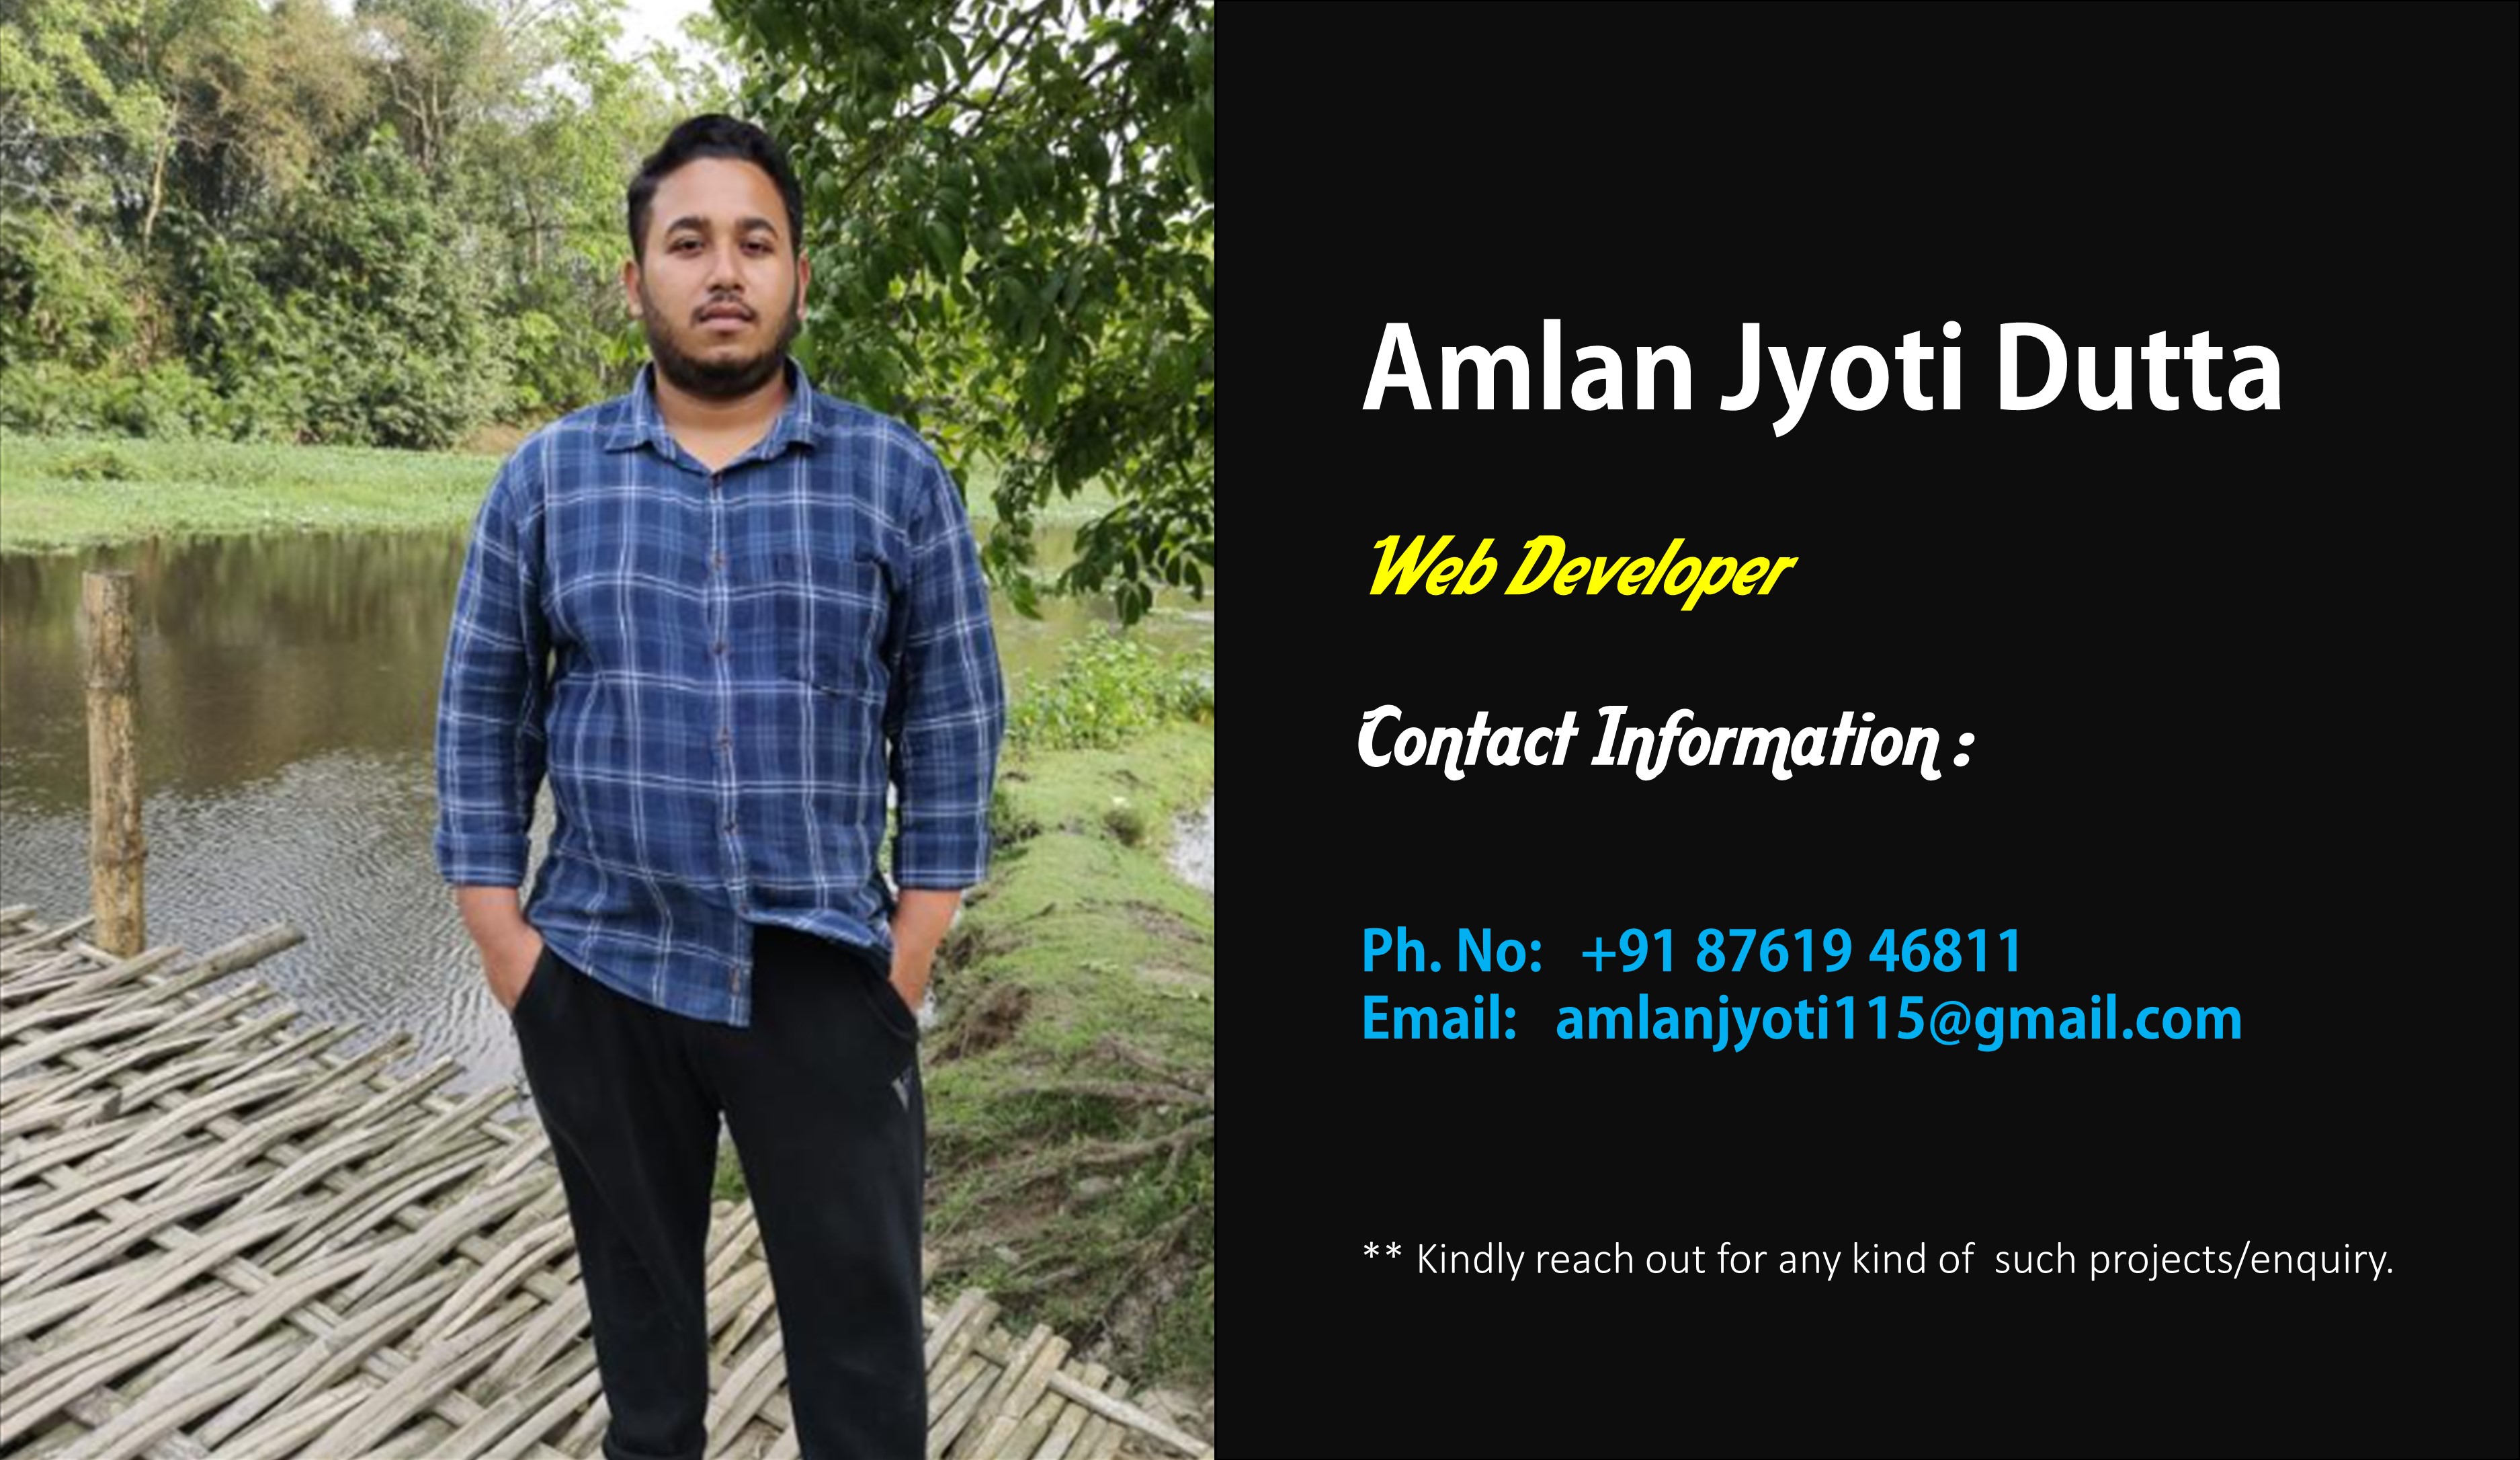 Amlan Jyoti Dutta
Web Developer
Contact Information :
Ph. No: +91 87619 46811
Email: amlanjyoti115@gmail.com
** Kindly reach out for any kind of such projects/enquiry.